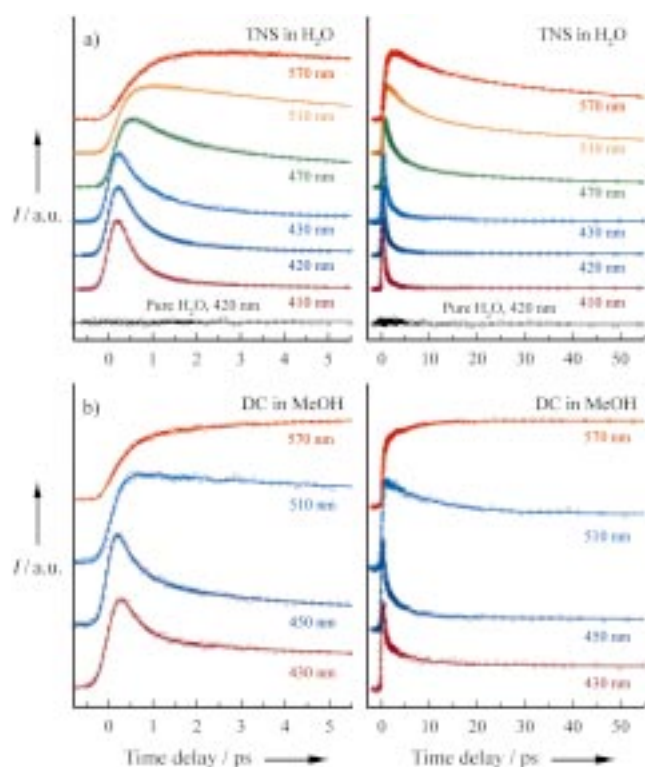 a)
TNS in H₂O
570 nm
510 nm
470 nm
430 nm
420 nm
410 nm
Pure H₂O, 420 nm
I / a.u.
0 1 2 3 4 5
TNS in H₂O
570 nm
510 nm
470 nm
430 nm
420 nm
410 nm
Pure H₂O, 420 nm
0 10 20 30 40 50
b)
DC in MeOH
570 nm
510 nm
450 nm
430 nm
I / a.u.
0 1 2 3 4 5
Time delay / ps
DC in MeOH
570 nm
510 nm
450 nm
430 nm
0 10 20 30 40 50
Time delay / ps